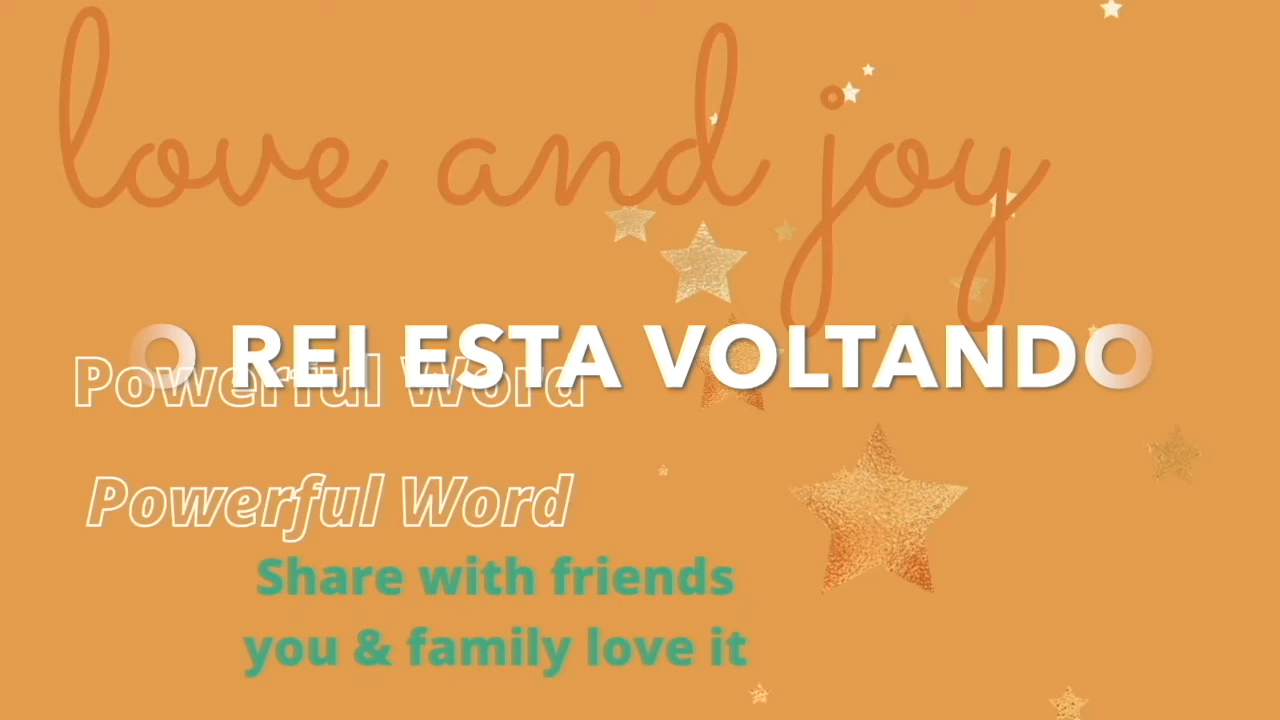 love and joy
O REI ESTA VOLTANDO
Powerful Word
Powerful Word
Share with friends
you & family love it